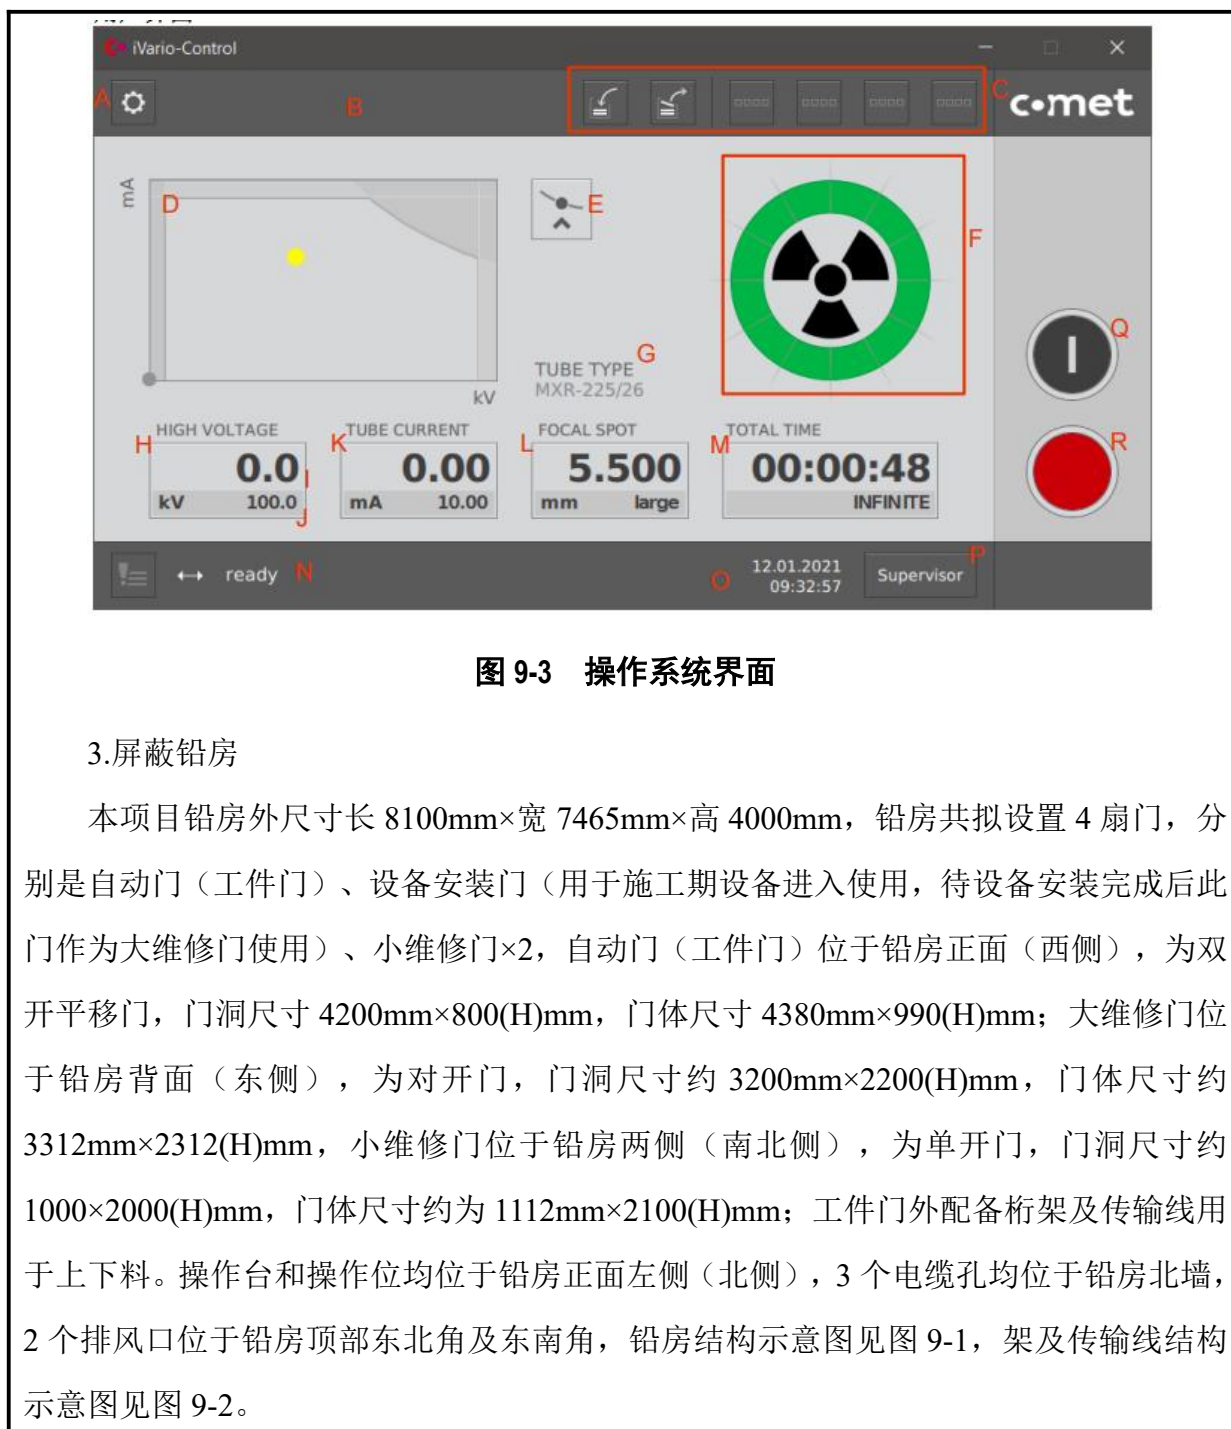 iVario-Control
A
B
C
c•met
mA
D
E
F
G
TUBE TYPE
MXR-225/26
kV
Q
HIGH VOLTAGE
TUBE CURRENT
FOCAL SPOT
TOTAL TIME
H
0.0
I
kV 100.0
J
K
0.00
mA 10.00
L
5.500
mm large
M
00:00:48
INFINITE
R
ready
N
O
12.01.2021
09:32:57
Supervisor
P
图 9-3 操作系统界面
3.屏蔽铅房
本项目铅房外尺寸长 8100mm×宽 7465mm×高 4000mm，铅房共拟设置 4 扇门，分
别是自动门（工件门）、设备安装门（用于施工期设备进入使用，待设备安装完成后此
门作为大维修门使用）、小维修门×2，自动门（工件门）位于铅房正面（西侧），为双
开平移门，门洞尺寸 4200mm×800(H)mm，门体尺寸 4380mm×990(H)mm；大维修门位
于铅房背面（东侧），为对开门，门洞尺寸约 3200mm×2200(H)mm，门体尺寸约
3312mm×2312(H)mm，小维修门位于铅房两侧（南北侧），为单开门，门洞尺寸约
1000×2000(H)mm，门体尺寸约为 1112mm×2100(H)mm；工件门外配备桁架及传输线用
于上下料。操作台和操作位均位于铅房正面左侧（北侧），3 个电缆孔均位于铅房北墙，
2 个排风口位于铅房顶部东北角及东南角，铅房结构示意图见图 9-1，架及传输线结构
示意图见图 9-2。